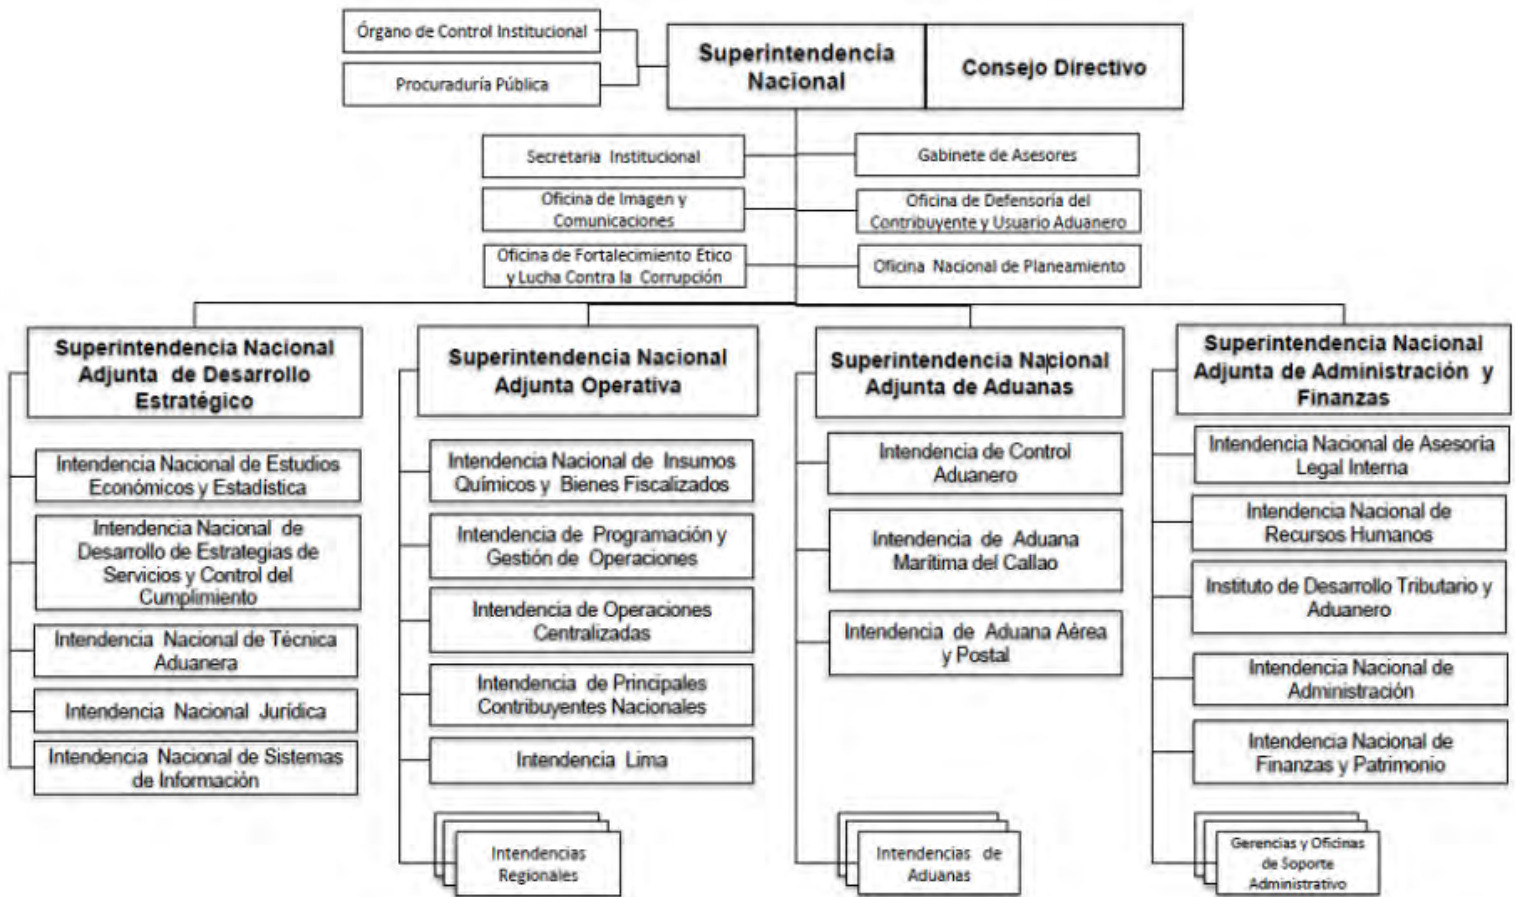 Órgano de Control Institucional
Procuraduría Pública
Superintendencia
Nacional
Consejo Directivo
Secretaria Institucional
Gabinete de Asesores
Oficina de Imagen y
Comunicaciones
Oficina de Defensoría del
Contribuyente y Usuario Aduanero
Oficina de Fortalecimiento Etico
y Lucha Contra la Corrupción
Oficina Nacional de Planeamiento
Superintendencia Nacional
Adjunta de Desarrollo
Estratégico
Intendencia Nacional de Estudios
Económicos y Estadística
Intendencia Nacional de
Desarrollo de Estrategias de
Servicios y Control del
Cumplimiento
Intendencia Nacional de Técnica
Aduanera
Intendencia Nacional Jurídica
Intendencia Nacional de Sistemas
de Información
Superintendencia Nacional
Adjunta Operativa
Intendencia Nacional de Insumos
Químicos y Bienes Fiscalizados
Intendencia de Programación y
Gestión de Operaciones
Intendencia de Operaciones
Centralizadas
Intendencia de Principales
Contribuyentes Nacionales
Intendencia Lima
Intendencias
Regionales
Superintendencia Nacional
Adjunta de Aduanas
Intendencia de Control
Aduanero
Intendencia de Aduana
Marítima del Callao
Intendencia de Aduana Aérea
y Postal
Intendencias de
Aduanas
Superintendencia Nacional
Adjunta de Administración y
Finanzas
Intendencia Nacional de Asesoria
Legal Interna
Intendencia Nacional de
Recursos Humanos
Instituto de Desarrollo Tributario y
Aduanero
Intendencia Nacional de
Administración
Intendencia Nacional de
Finanzas y Patrimonio
Gerencias y Oficinas
de Soporte
Administrativo